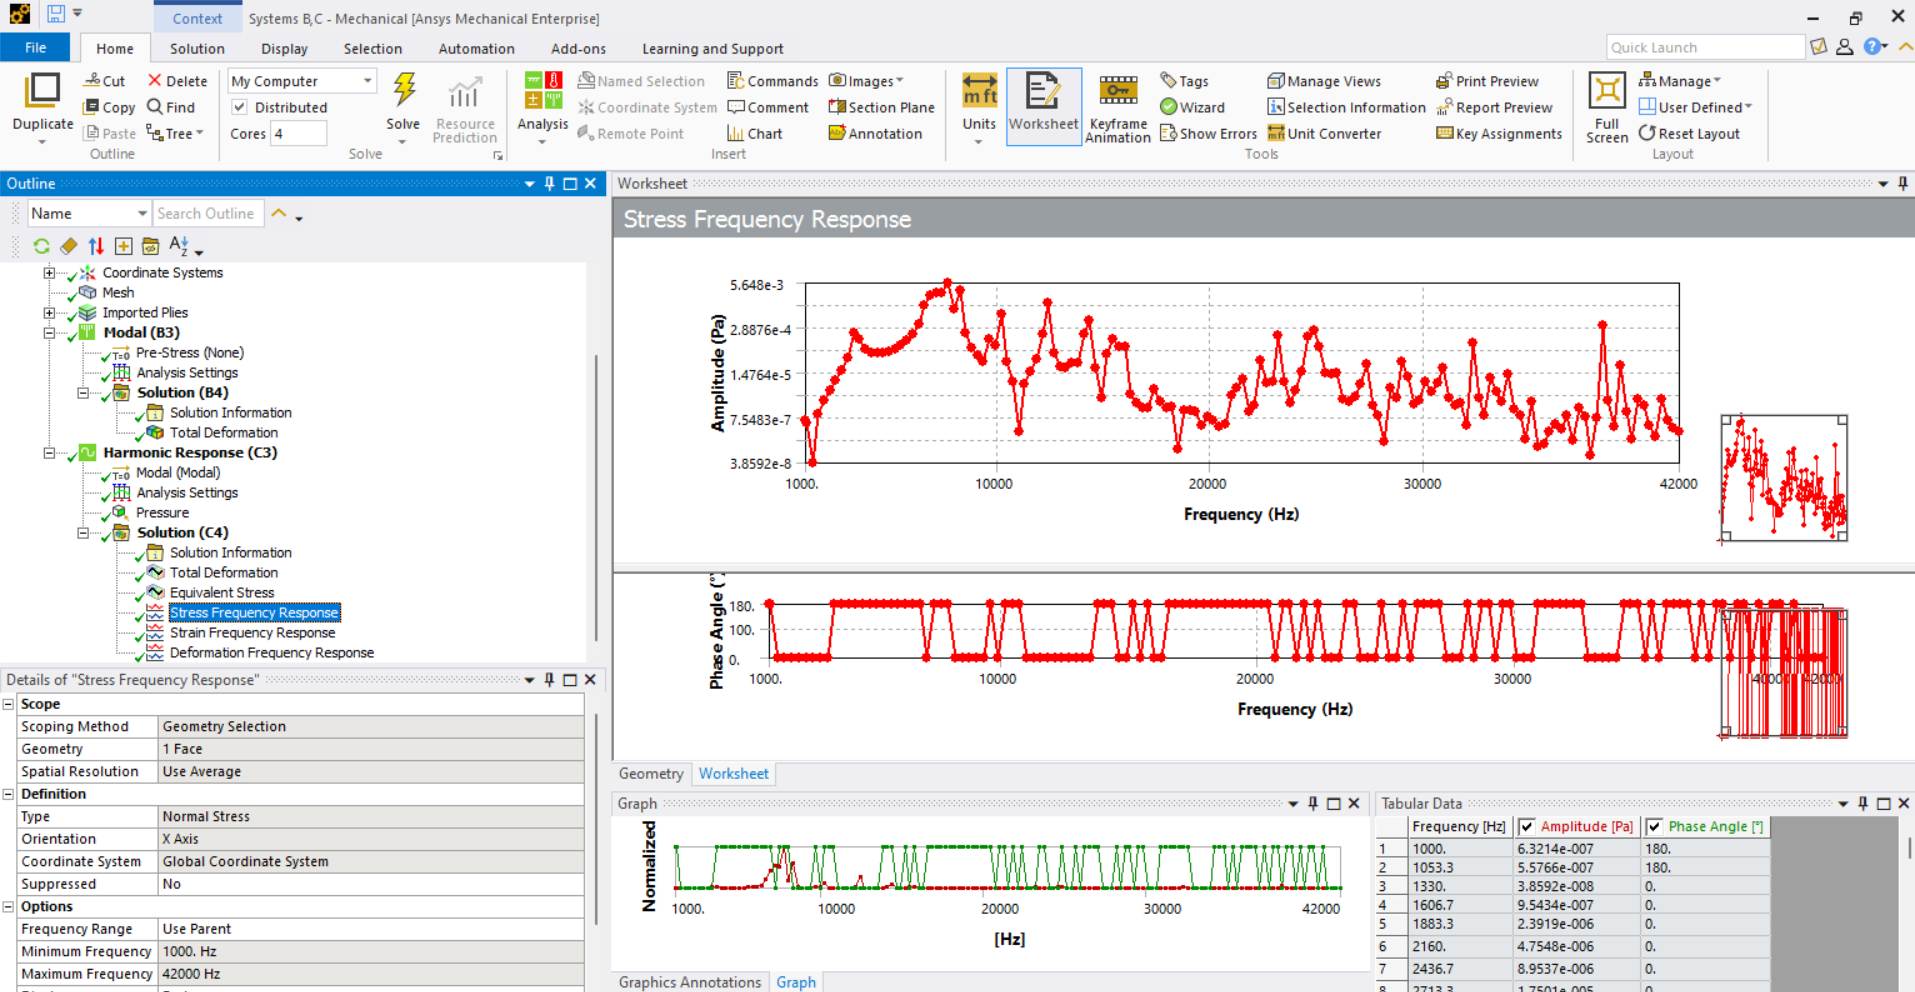 Context
Systems B,C - Mechanical [Ansys Mechanical Enterprise]
File
Home
Solution
Display
Selection
Automation
Add-ons
Learning and Support
Quick Launch
Duplicate
Cut
Delete
Copy
Find
Paste
Tree
Outline
My Computer
Distributed
Cores 4
Solve
Resource
Prediction
Solve
Analysis
Named Selection
Coordinate System
Remote Point
Commands
Comment
Chart
Images
Section Plane
Annotation
Insert
Units
Worksheet
Keyframe
Animation
Tags
Wizard
Show Errors
Manage Views
Selection Information
Unit Converter
Print Preview
Report Preview
Key Assignments
Tools
Full
Screen
Manage
User Defined
Reset Layout
Layout
Outline
Name
Search Outline
Coordinate Systems
Mesh
Imported Plies
Modal (B3)
Pre-Stress (None)
Analysis Settings
Solution (B4)
Solution Information
Total Deformation
Harmonic Response (C3)
Modal (Modal)
Analysis Settings
Pressure
Solution (C4)
Solution Information
Total Deformation
Equivalent Stress
Stress Frequency Response
Strain Frequency Response
Deformation Frequency Response
Details of "Stress Frequency Response"
Scope
Scoping Method Geometry Selection
Geometry 1 Face
Spatial Resolution Use Average
Definition
Type Normal Stress
Orientation X Axis
Coordinate System Global Coordinate System
Suppressed No
Options
Frequency Range Use Parent
Minimum Frequency 1000. Hz
Maximum Frequency 42000 Hz
Worksheet
Stress Frequency Response
Amplitude (Pa)
5.648e-3
2.8876e-4
1.4764e-5
7.5483e-7
3.8592e-8
1000. 10000 20000 30000 42000
Frequency (Hz)
Phase Angle (°)
180.
100.
0.
1000. 10000 20000 30000 40000 42000
Frequency (Hz)
Geometry
Worksheet
Graph
Normalized
1000. 10000 20000 30000 42000
[Hz]
Graphics Annotations
Graph
Tabular Data
Frequency [Hz] Amplitude [Pa] Phase Angle [°]
1 1000. 6.3214e-007 180.
2 1053.3 5.5766e-007 180.
3 1330. 3.8592e-008 0.
4 1606.7 9.5434e-007 0.
5 1883.3 2.3919e-006 0.
6 2160. 4.7548e-006 0.
7 2436.7 8.9537e-006 0.
8 2713.3 1.7501e-005 0.